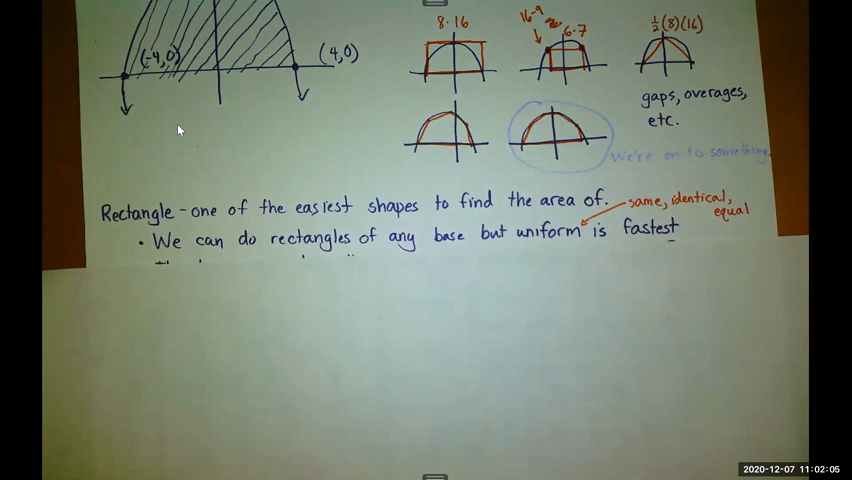 8·16
16-9 ≈
6·7
½(8)(16)
(-4,0)
(4,0)
gaps, overages,
etc.
We're on to something.
Rectangle - one of the easiest shapes to find the area of.
same, identical,
equal
• We can do rectangles of any base but uniform is fastest
2020-12-07 11:02:05